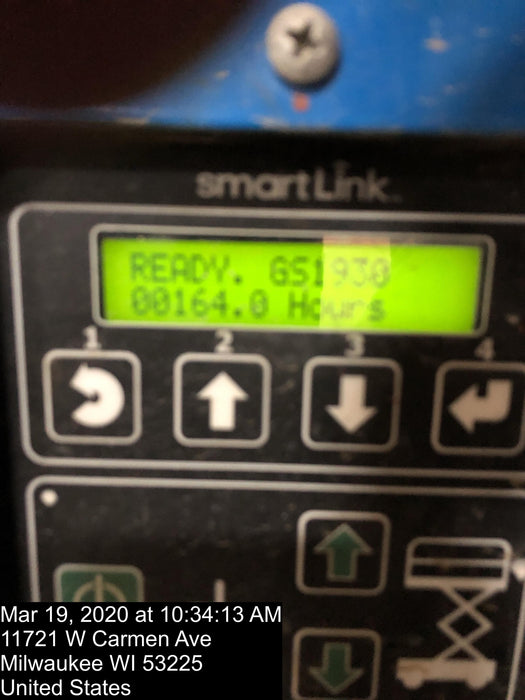 smartLink™
READY. GS1930
00164.0 Hours
1 2 3 4
Mar 19, 2020 at 10:34:13 AM
11721 W Carmen Ave
Milwaukee WI 53225
United States